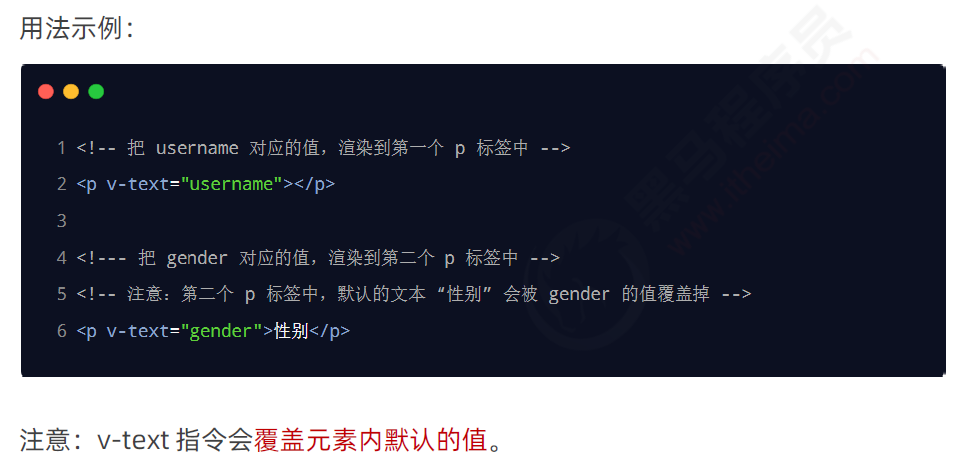 用法示例：
黑马程序员
www.itheima.com
1 <!-- 把 username 对应的值，渲染到第一个 p 标签中 -->
2 <p v-text="username"></p>
3
4 <!--- 把 gender 对应的值，渲染到第二个 p 标签中 -->
5 <!-- 注意：第二个 p 标签中，默认的文本 “性别” 会被 gender 的值覆盖掉 -->
6 <p v-text="gender">性别</p>
注意：v-text 指令会覆盖元素内默认的值。